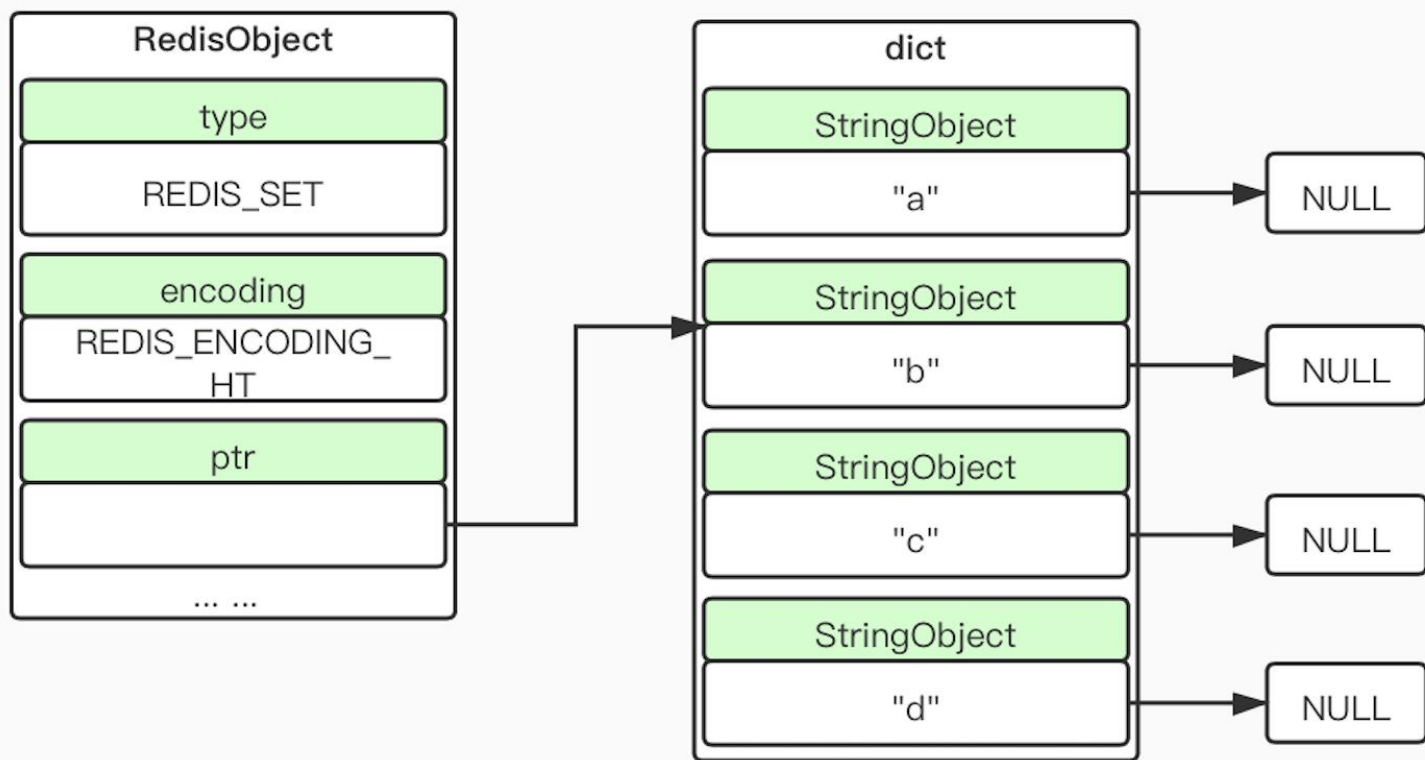 RedisObject
type
REDIS_SET
encoding
REDIS_ENCODING_
HT
ptr
... ...
dict
StringObject
"a"
NULL
StringObject
"b"
NULL
StringObject
"c"
NULL
StringObject
"d"
NULL